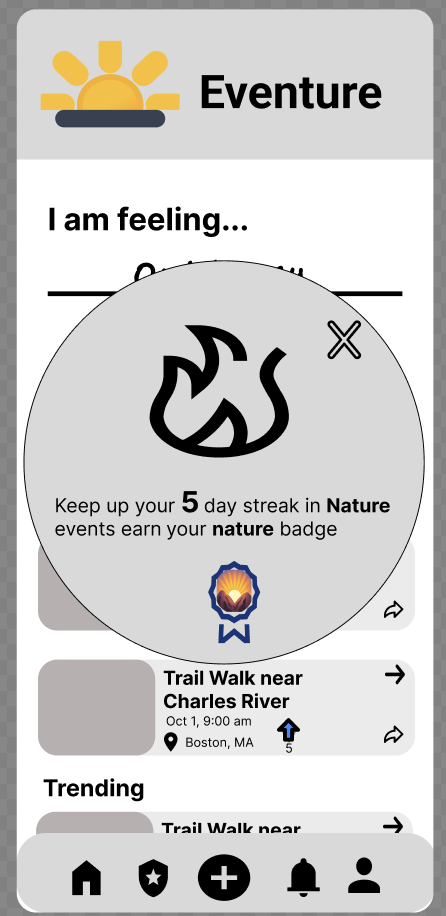 Eventure
I am feeling...
Keep up your 5 day streak in Nature
events earn your nature badge
Trail Walk near
Charles River
Oct 1, 9:00 am
Boston, MA
5
Trending
Trail Walk near